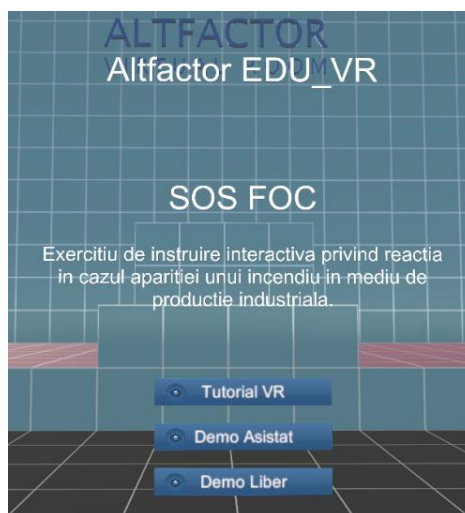 ALTFACTOR
Altfactor EDU_VR
SOS FOC
Exercitiu de instruire interactiva privind reactia
in cazul aparitiei unui incendiu in mediu de
productie industriala.
Tutorial VR
Demo Asistat
Demo Liber